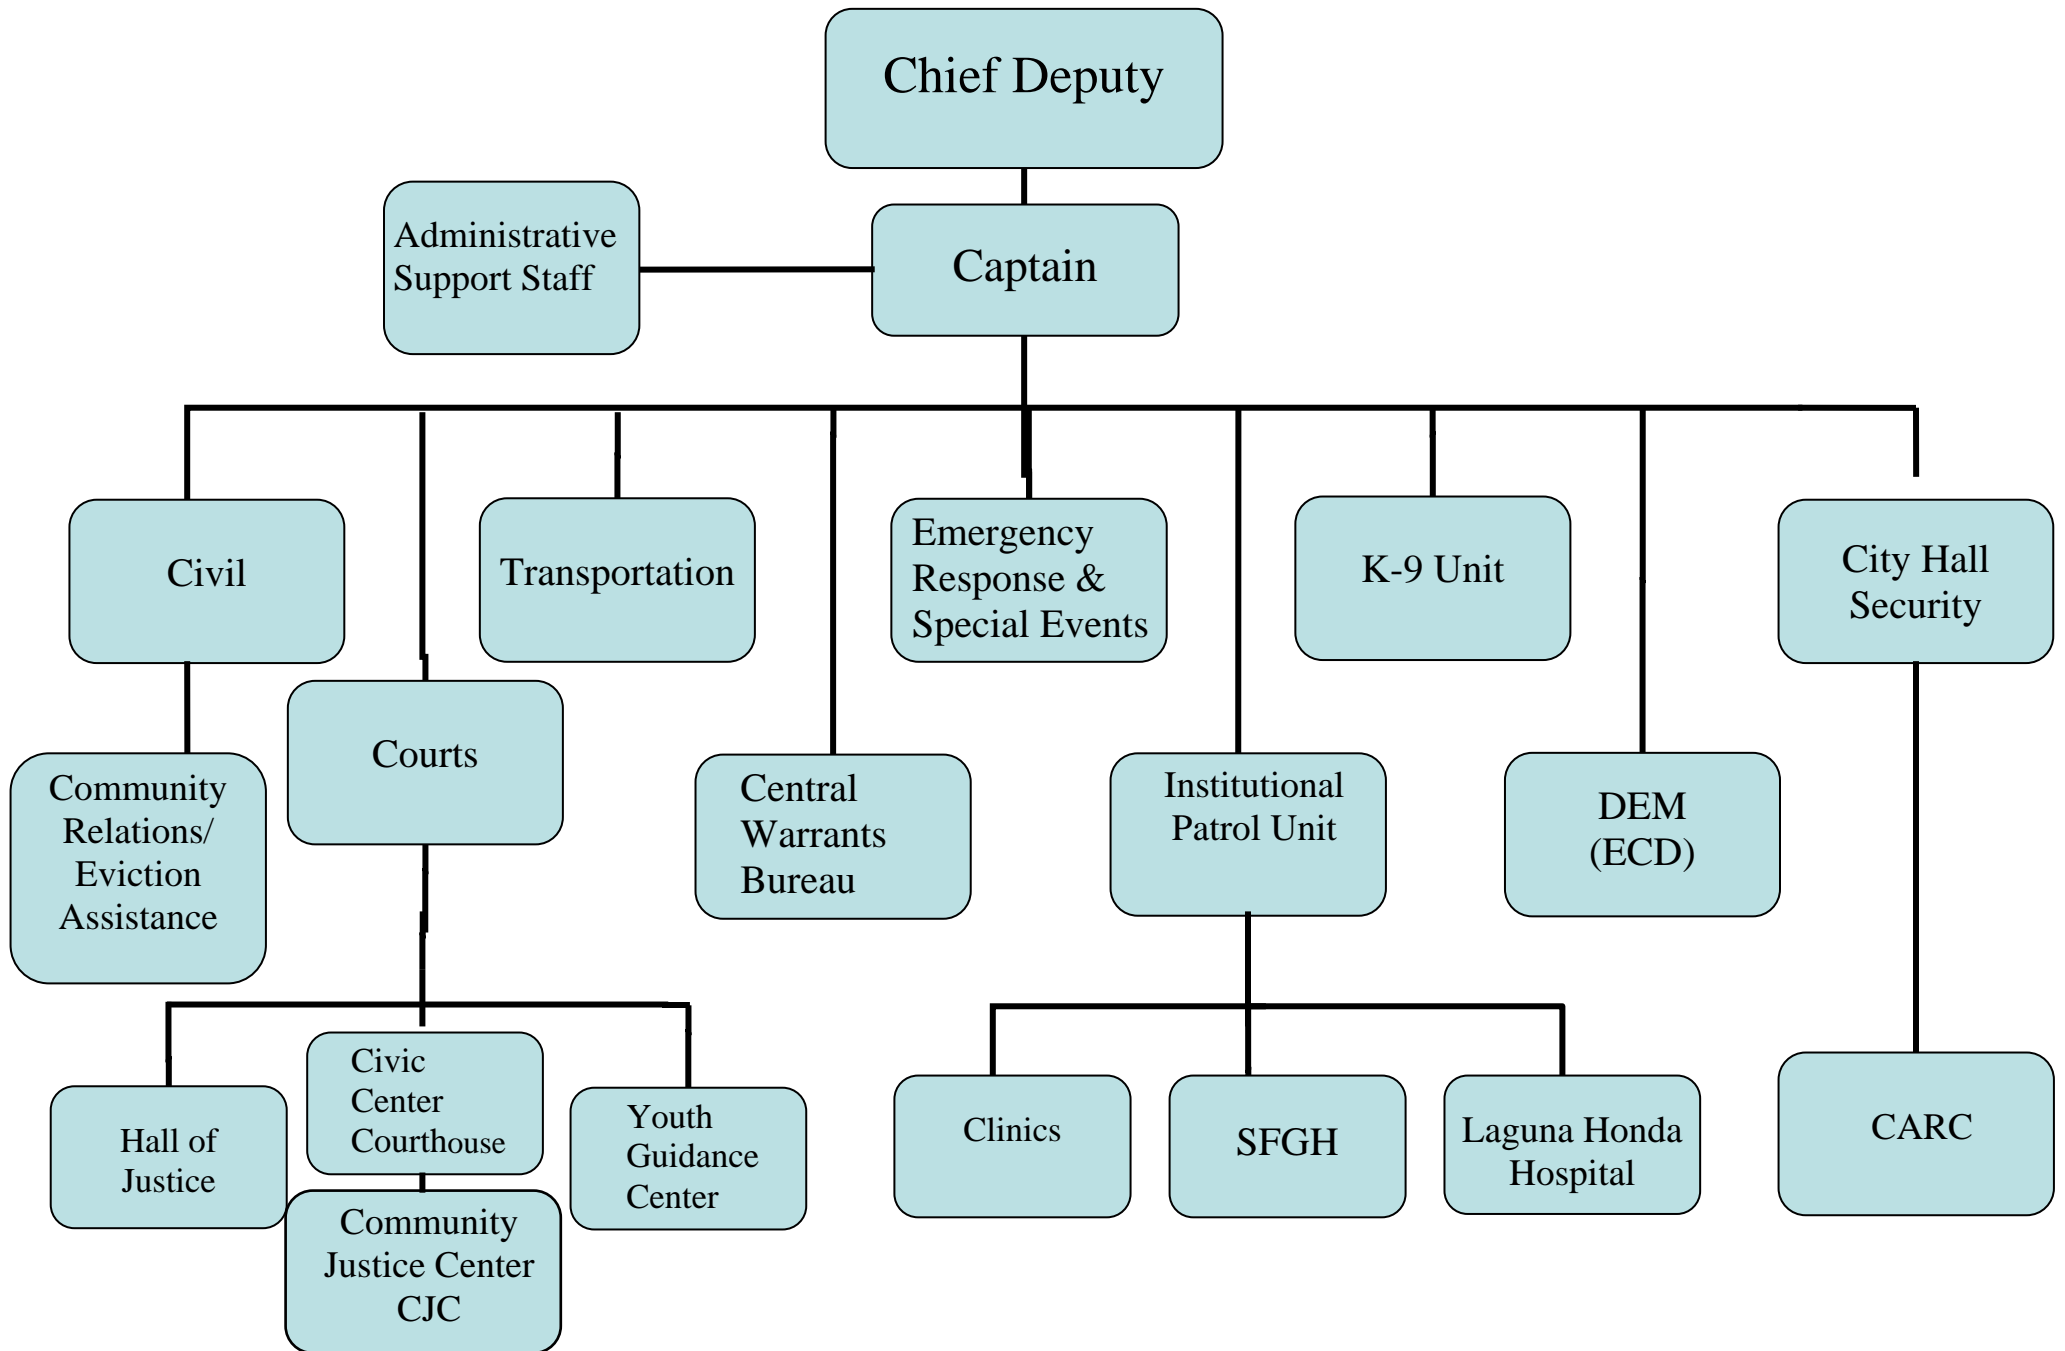 Chief Deputy
Administrative
Support Staff
Captain
Civil
Transportation
Emergency
Response &
Special Events
K-9 Unit
City Hall
Security
Community
Relations/
Eviction
Assistance
Courts
Central
Warrants
Bureau
Institutional
Patrol Unit
DEM
(ECD)
Hall of
Justice
Civic
Center
Courthouse
Youth
Guidance
Center
Clinics
SFGH
Laguna Honda
Hospital
CARC
Community
Justice Center
CJC